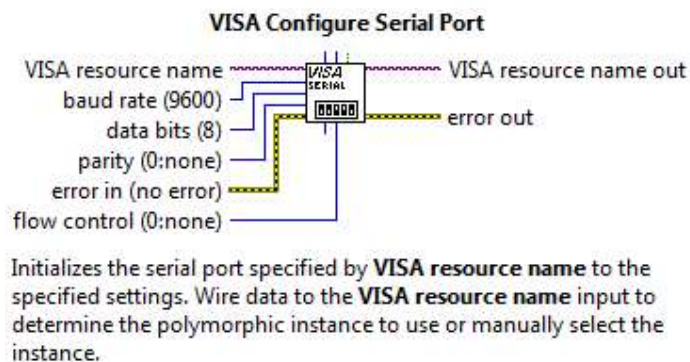 VISA Configure Serial Port
VISA resource name
VISA resource name out
baud rate (9600)
data bits (8)
parity (0:none)
error in (no error)
flow control (0:none)
VISA
SERIAL
error out
Initializes the serial port specified by VISA resource name to the
specified settings. Wire data to the VISA resource name input to
determine the polymorphic instance to use or manually select the
instance.